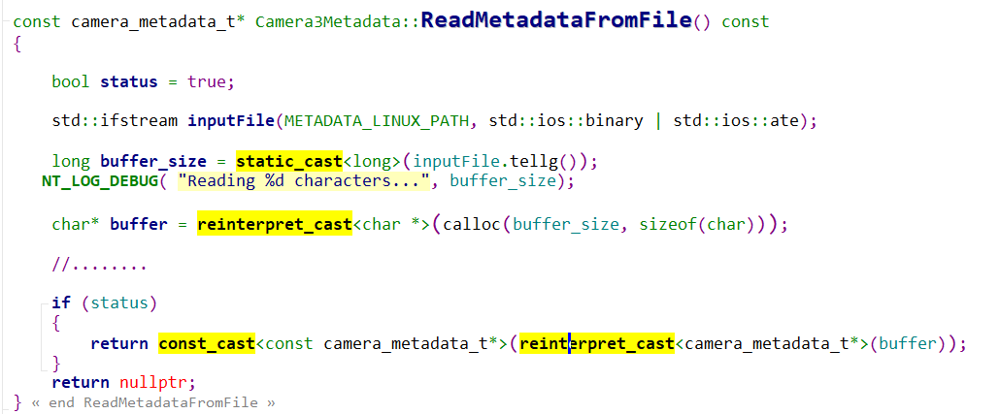 const camera_metadata_t* Camera3Metadata::ReadMetadataFromFile() const
{
bool status = true;
std::ifstream inputFile(METADATA_LINUX_PATH, std::ios::binary | std::ios::ate);
long buffer_size = static_cast<long>(inputFile.tellg());
NT_LOG_DEBUG( "Reading %d characters...", buffer_size);
char* buffer = reinterpret_cast<char *>(calloc(buffer_size, sizeof(char)));
//........
if (status)
{
return const_cast<const camera_metadata_t*>(reinterpret_cast<camera_metadata_t*>(buffer));
}
return nullptr;
} « end ReadMetadataFromFile »